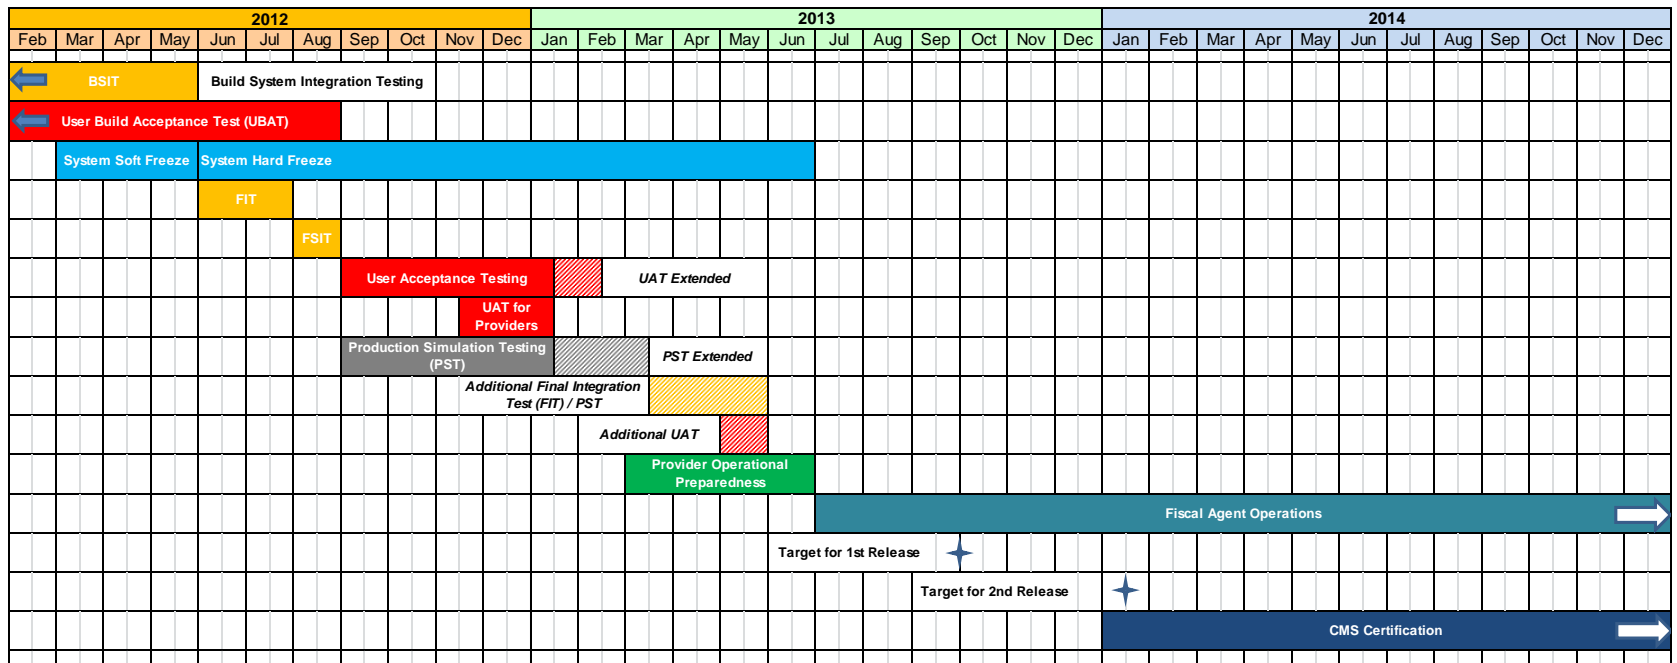 2012 2013 2014
Feb Mar Apr May Jun Jul Aug Sep Oct Nov Dec Jan Feb Mar Apr May Jun Jul Aug Sep Oct Nov Dec Jan Feb Mar Apr May Jun Jul Aug Sep Oct Nov Dec
BSIT Build System Integration Testing
User Build Acceptance Test (UBAT)
System Soft Freeze System Hard Freeze
FIT
FSIT
User Acceptance Testing UAT Extended
UAT for
Providers
Production Simulation Testing
(PST)
PST Extended
Additional Final Integration
Test (FIT) / PST
Additional UAT
Provider Operational
Preparedness
Fiscal Agent Operations
Target for 1st Release
Target for 2nd Release
CMS Certification